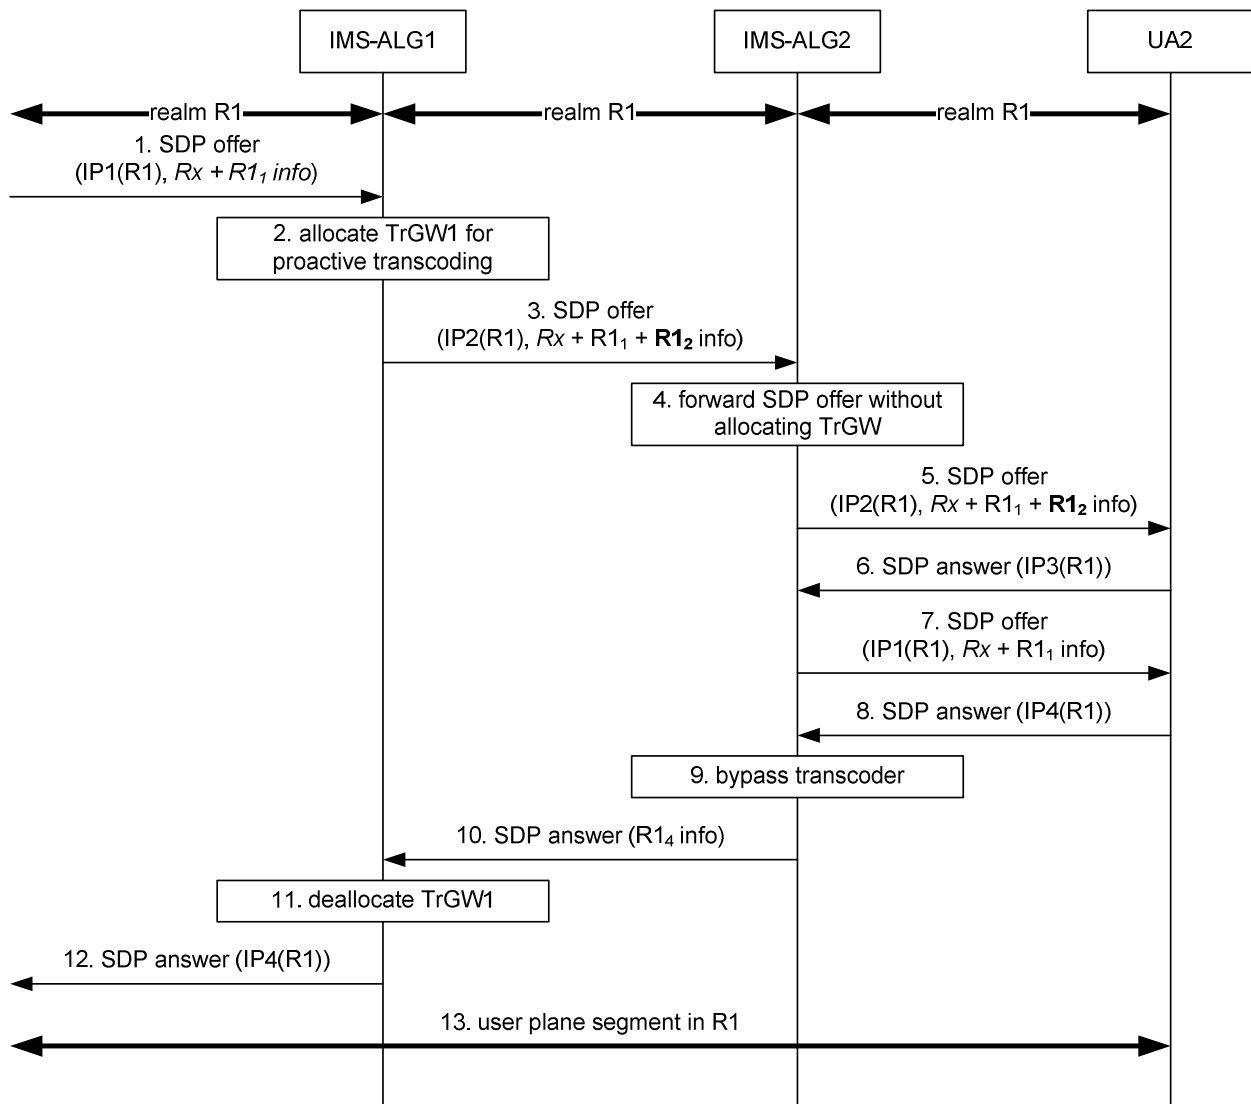 IMS-ALG1 IMS-ALG2 UA2
realm R1 realm R1 realm R1
1. SDP offer
(IP1(R1), Rx + R1₁ info)
2. allocate TrGW1 for
proactive transcoding
3. SDP offer
(IP2(R1), Rx + R1₁ + R1₂ info)
4. forward SDP offer without
allocating TrGW
5. SDP offer
(IP2(R1), Rx + R1₁ + R1₂ info)
6. SDP answer (IP3(R1))
7. SDP offer
(IP1(R1), Rx + R1₁ info)
8. SDP answer (IP4(R1))
9. bypass transcoder
10. SDP answer (R1₄ info)
11. deallocate TrGW1
12. SDP answer (IP4(R1))
13. user plane segment in R1